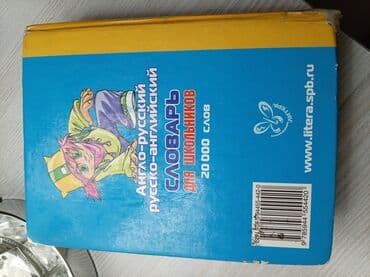 Англо-русский
русско-английский
СЛОВАРЬ
ДЛЯ ШКОЛЬНИКОВ
20 000 слов
www.litera.spb.ru